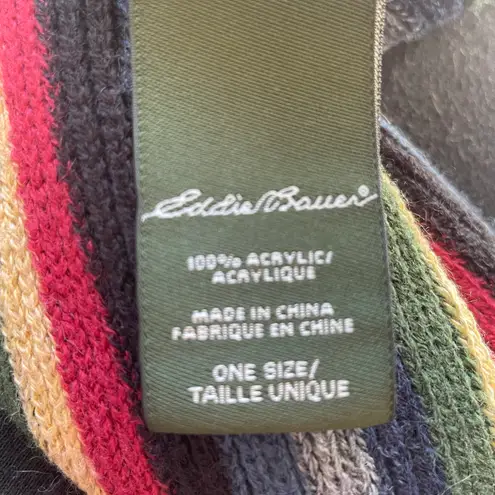 Eddie Bauer®
100% ACRYLIC/
ACRYLIQUE
MADE IN CHINA
FABRIQUE EN CHINE
ONE SIZE/
TAILLE UNIQUE